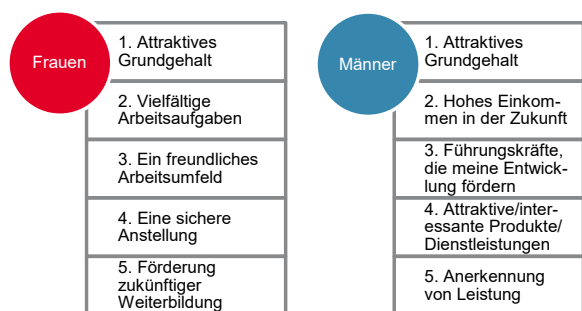 Frauen
1. Attraktives
Grundgehalt
2. Vielfältige
Arbeitsaufgaben
3. Ein freundliches
Arbeitsumfeld
4. Eine sichere
Anstellung
5. Förderung
zukünftiger
Weiterbildung
Männer
1. Attraktives
Grundgehalt
2. Hohes Einkom-
men in der Zukunft
3. Führungskräfte,
die meine Entwick-
lung fördern
4. Attraktive/inter-
essante Produkte/
Dienstleistungen
5. Anerkennung
von Leistung